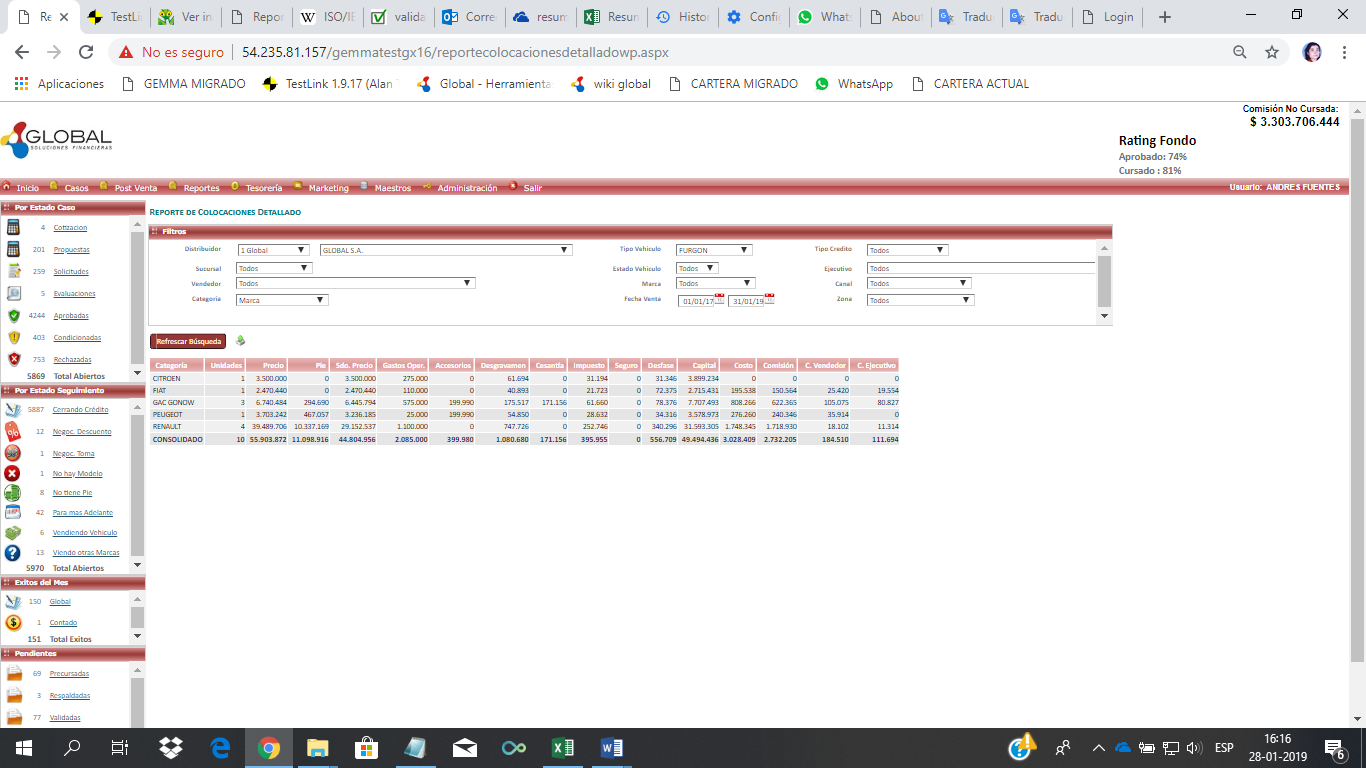 Re
TestLi
Ver in
Repor
ISO/IE
valida
Corre
resum
Resun
Histor
Config
Whats
About
Tradu
Tradu
Login
No es seguro
54.235.81.157/gemmatestgx16/reportecolocacionesdetalladowp.aspx
Aplicaciones
GEMMA MIGRADO
TestLink 1.9.17 (Alan
Global - Herramienta
wiki global
CARTERA MIGRADO
WhatsApp
CARTERA ACTUAL
Comisión No Cursada:
$ 3.303.706.444
GLOBAL
SOLUCIONES FINANCIERAS
Rating Fondo
Aprobado: 74%
Cursado : 81%
Inicio Casos Post Venta Reportes Tesorería Marketing Maestros Administración Salir
Usuario: ANDRES FUENTES
Por Estado Caso
4 Cotizacion
201 Propuestas
259 Solicitudes
5 Evaluaciones
4244 Aprobadas
403 Condicionadas
753 Rechazadas
5869 Total Abiertos
Por Estado Seguimiento
5887 Cerrando Crédito
12 Negoc. Descuento
1 Negoc. Toma
1 No hay Modelo
8 No tiene Pie
42 Para mas Adelante
6 Vendiendo Vehículo
13 Viendo otras Marcas
5970 Total Abiertos
Exitos del Mes
150 Global
1 Contado
151 Total Exitos
Pendientes
69 Precursadas
3 Respaldadas
77 Validadas
REPORTE DE COLOCACIONES DETALLADO
Filtros
Distribuidor 1 Global GLOBAL S.A. Tipo Vehiculo FURGON Tipo Credito Todos
Sucursal Todos Estado Vehiculo Todos Ejecutivo Todos
Vendedor Todos Marca Todos Canal Todos
Categoria Marca Fecha Venta 01/01/17 31/01/19 Zona Todos
Refrescar Búsqueda
Categoría Unidades Precio Pie Sdo. Precio Gastos Oper. Accesorios Desgravamen Cesantía Impuesto Seguro Desfase Capital Costo Comisión C. Vendedor C. Ejecutivo
CITROEN 1 3.500.000 0 3.500.000 275.000 0 61.694 0 31.194 0 31.346 3.899.234 0 0 0 0
FIAT 1 2.470.440 0 2.470.440 110.000 0 40.893 0 21.723 0 72.375 2.715.431 195.538 150.564 25.420 19.554
GAC GONOW 3 6.740.484 294.690 6.445.794 575.000 199.990 175.517 171.156 61.660 0 78.376 7.707.493 808.266 622.365 105.075 80.827
PEUGEOT 1 3.703.242 467.057 3.236.185 25.000 199.990 54.850 0 28.632 0 34.316 3.578.973 276.260 240.346 35.914 0
RENAULT 4 39.489.706 10.337.169 29.152.537 1.100.000 0 747.726 0 252.746 0 340.296 31.593.305 1.748.345 1.718.930 18.102 11.314
CONSOLIDADO 10 55.903.872 11.098.916 44.804.956 2.085.000 399.980 1.080.680 171.156 395.955 0 556.709 49.494.436 3.028.409 2.732.205 184.510 111.694
ESP
16:16
28-01-2019
6